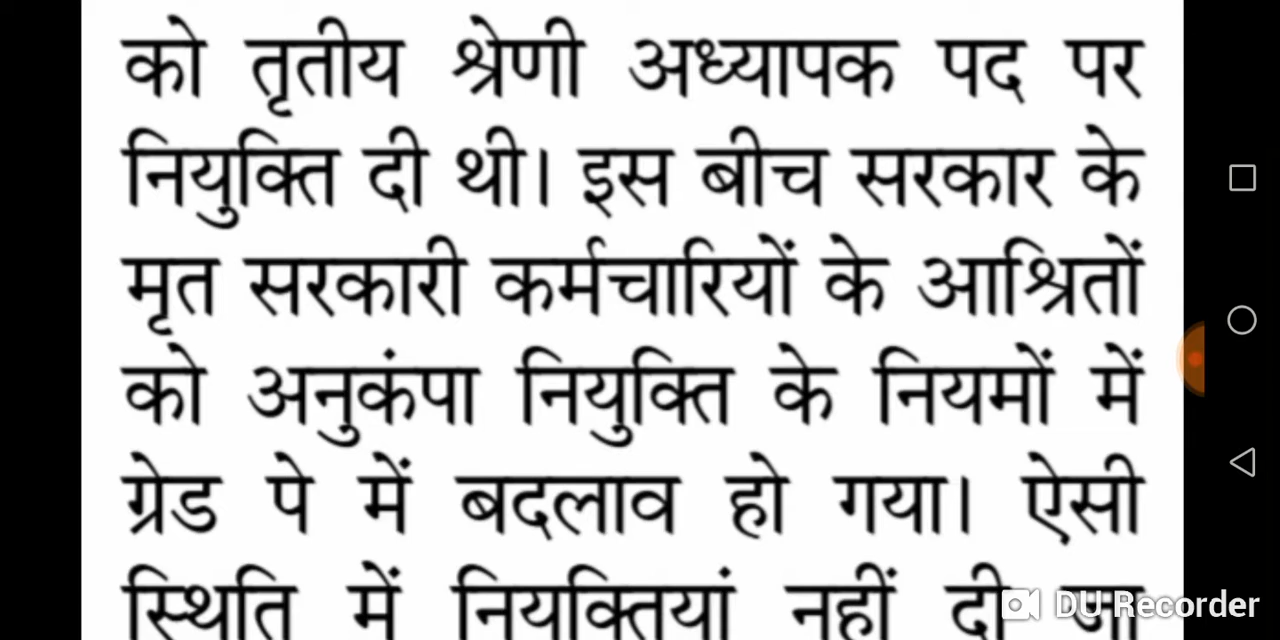 को तृतीय श्रेणी अध्यापक पद पर
नियुक्ति दी थी। इस बीच सरकार के
मृत सरकारी कर्मचारियों के आश्रितों
को अनुकंपा नियुक्ति के नियमों में
ग्रेड पे में बदलाव हो गया। ऐसी
स्थिति में नियुक्तियां नहीं दी जा
DU Recorder